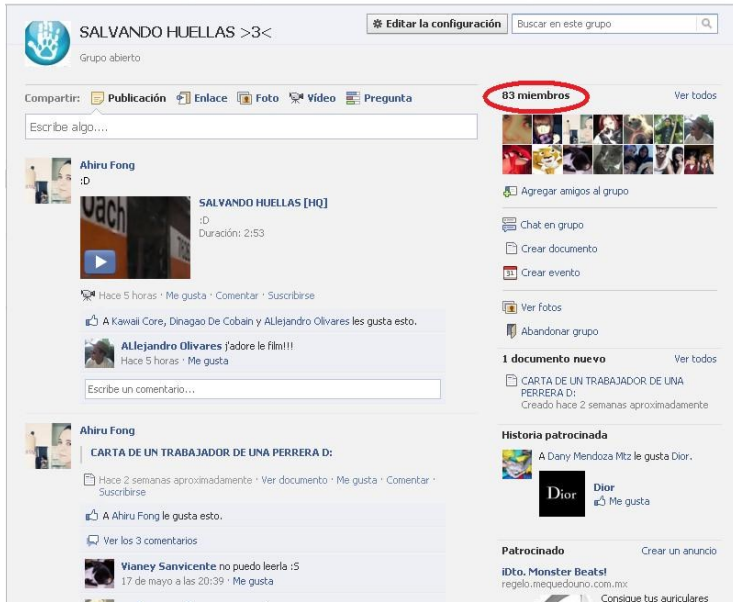 SALVANDO HUELLAS >3<
Grupo abierto
Editar la configuración
Buscar en este grupo
Compartir: Publicación Enlace Foto Vídeo Pregunta
Escribe algo....
Ahiru Fong
:D
oach
SALVANDO HUELLAS [HQ]
:D
Duración: 2:53
Hace 5 horas · Me gusta · Comentar · Suscribirse
A Kawaii Core, Dinagao De Cobain y ALlejandro Olivares les gusta esto.
ALlejandro Olivares j'adore le film!!!
Hace 5 horas · Me gusta
Escribe un comentario...
Ahiru Fong
CARTA DE UN TRABAJADOR DE UNA PERRERA D:
Hace 2 semanas aproximadamente · Ver documento · Me gusta · Comentar ·
Suscribirse
A Ahiru Fong le gusta esto.
Ver los 3 comentarios
Vianey Sanvicente no puedo leerla :S
17 de mayo a las 20:39 · Me gusta
83 miembros
Ver todos
Agregar amigos al grupo
Chat en grupo
Crear documento
31 Crear evento
Ver fotos
Abandonar grupo
1 documento nuevo
Ver todos
CARTA DE UN TRABAJADOR DE UNA
PERRERA D:
Creado hace 2 semanas aproximadamente
Historia patrocinada
A Dany Mendoza Mtz le gusta Dior.
Dior
Dior
Me gusta
Patrocinado
Crear un anuncio
¡Dto. Monster Beats!
regelo.mequedouno.com.mx
Consigue tus auriculares